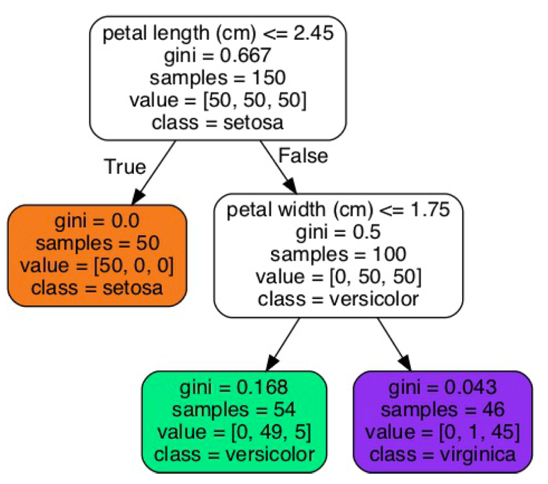 petal length (cm) <= 2.45
gini = 0.667
samples = 150
value = [50, 50, 50]
class = setosa
True
False
gini = 0.0
samples = 50
value = [50, 0, 0]
class = setosa
petal width (cm) <= 1.75
gini = 0.5
samples = 100
value = [0, 50, 50]
class = versicolor
gini = 0.168
samples = 54
value = [0, 49, 5]
class = versicolor
gini = 0.043
samples = 46
value = [0, 1, 45]
class = virginica